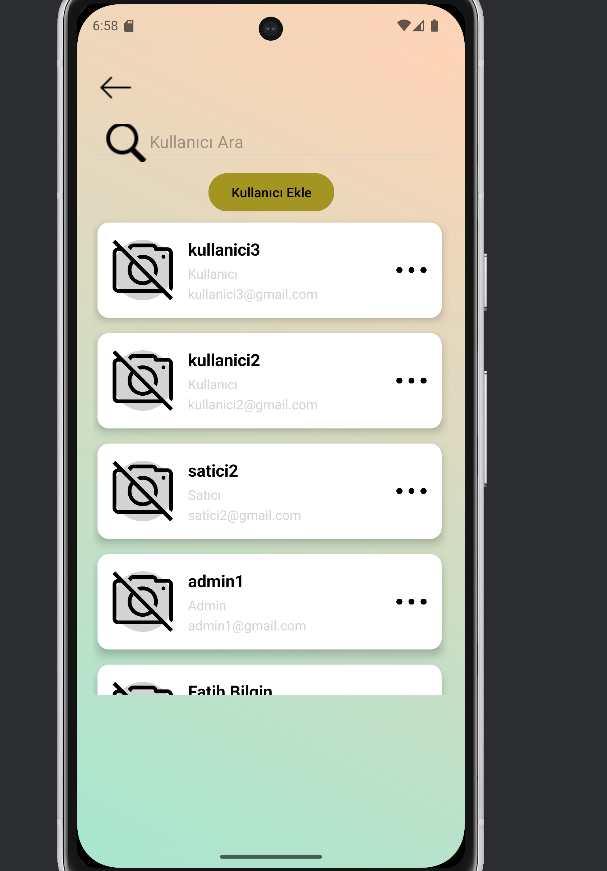 6:58
Kullanıcı Ara
Kullanıcı Ekle
kullanici3
Kullanıcı
kullanici3@gmail.com
kullanici2
Kullanıcı
kullanici2@gmail.com
satici2
Satıcı
satici2@gmail.com
admin1
Admin
admin1@gmail.com
Fatih Bilgin